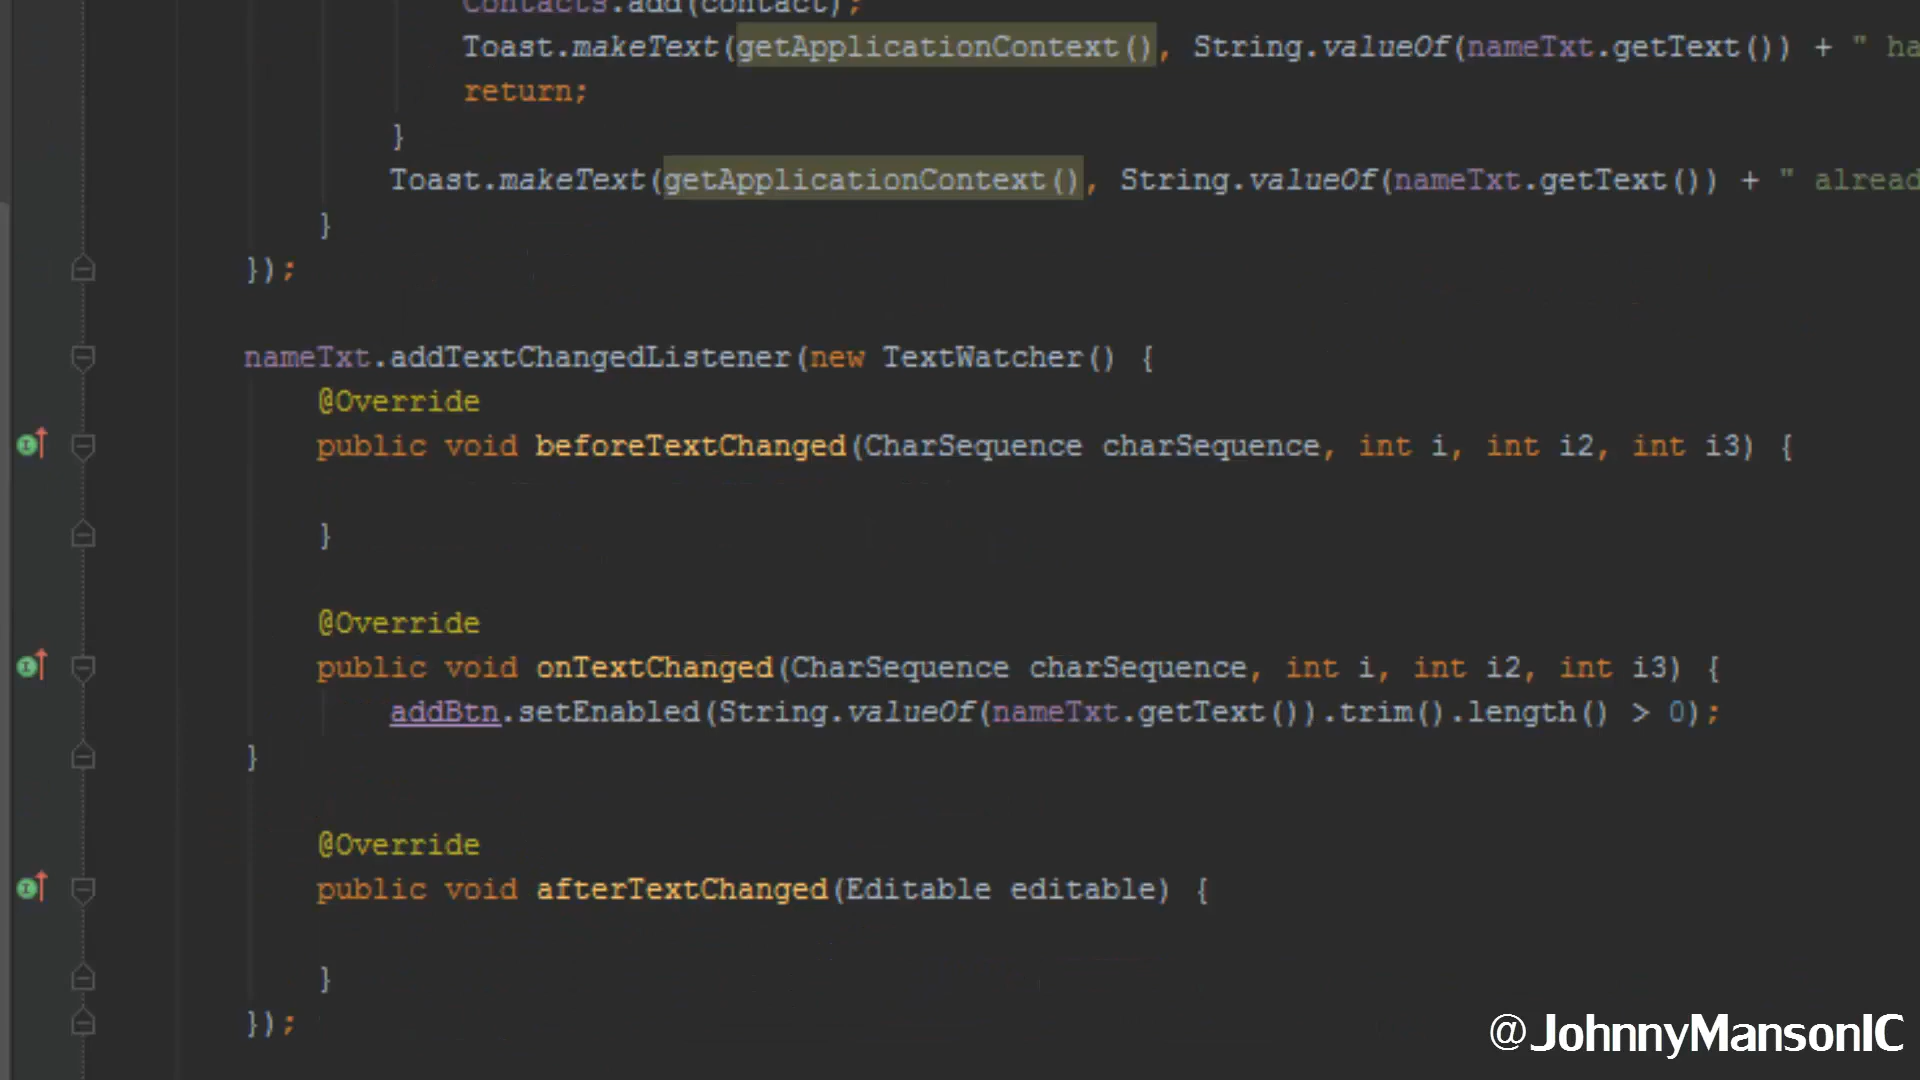 Contacts.add(contact);
Toast.makeText(getApplicationContext(), String.valueOf(nameTxt.getText()) + " ha
return;
}
Toast.makeText(getApplicationContext(), String.valueOf(nameTxt.getText()) + " alread
}
});
nameTxt.addTextChangedListener(new TextWatcher() {
@Override
public void beforeTextChanged(CharSequence charSequence, int i, int i2, int i3) {
}
@Override
public void onTextChanged(CharSequence charSequence, int i, int i2, int i3) {
addBtn.setEnabled(String.valueOf(nameTxt.getText()).trim().length() > 0);
}
@Override
public void afterTextChanged(Editable editable) {
}
});
@JohnnyMansonIC